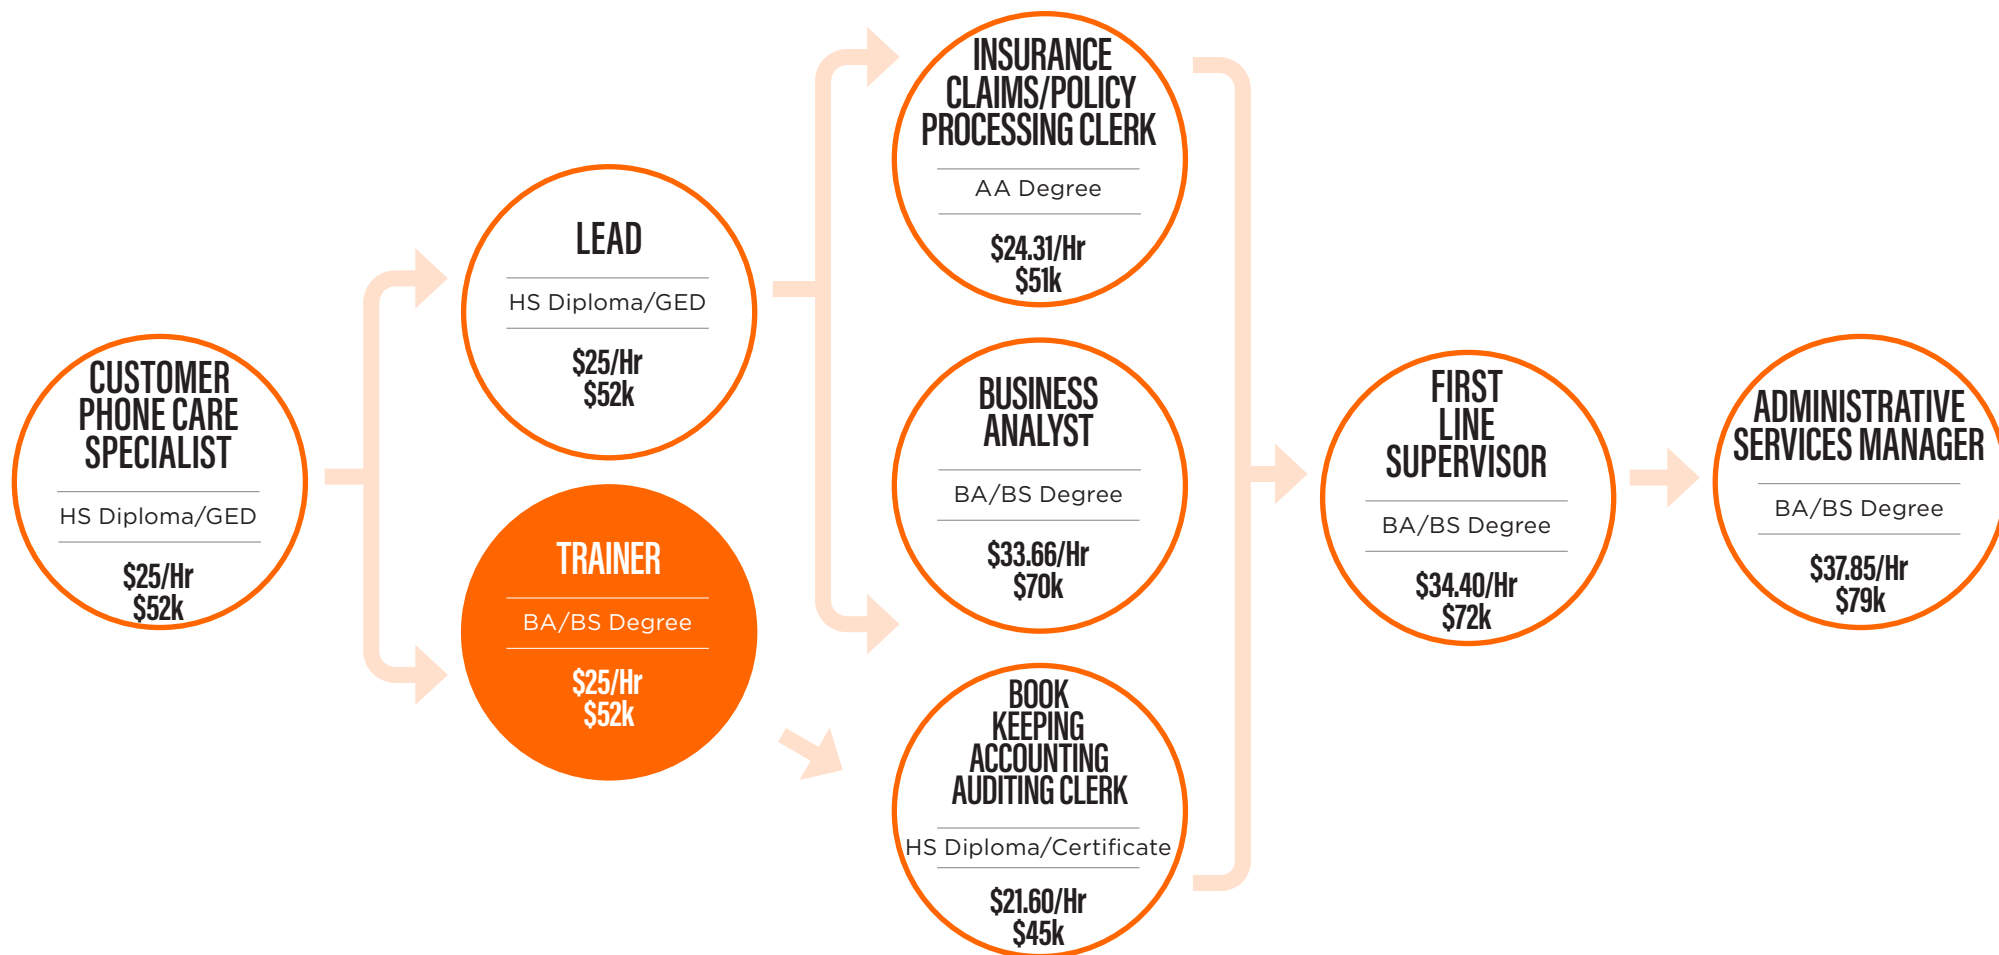 CUSTOMER
PHONE CARE
SPECIALIST
HS Diploma/GED
$25/Hr
$52k
LEAD
HS Diploma/GED
$25/Hr
$52k
TRAINER
BA/BS Degree
$25/Hr
$52k
INSURANCE
CLAIMS/POLICY
PROCESSING CLERK
AA Degree
$24.31/Hr
$51k
BUSINESS
ANALYST
BA/BS Degree
$33.66/Hr
$70k
BOOK
KEEPING
ACCOUNTING
AUDITING CLERK
HS Diploma/Certificate
$21.60/Hr
$45k
FIRST
LINE
SUPERVISOR
BA/BS Degree
$34.40/Hr
$72k
ADMINISTRATIVE
SERVICES MANAGER
BA/BS Degree
$37.85/Hr
$79k